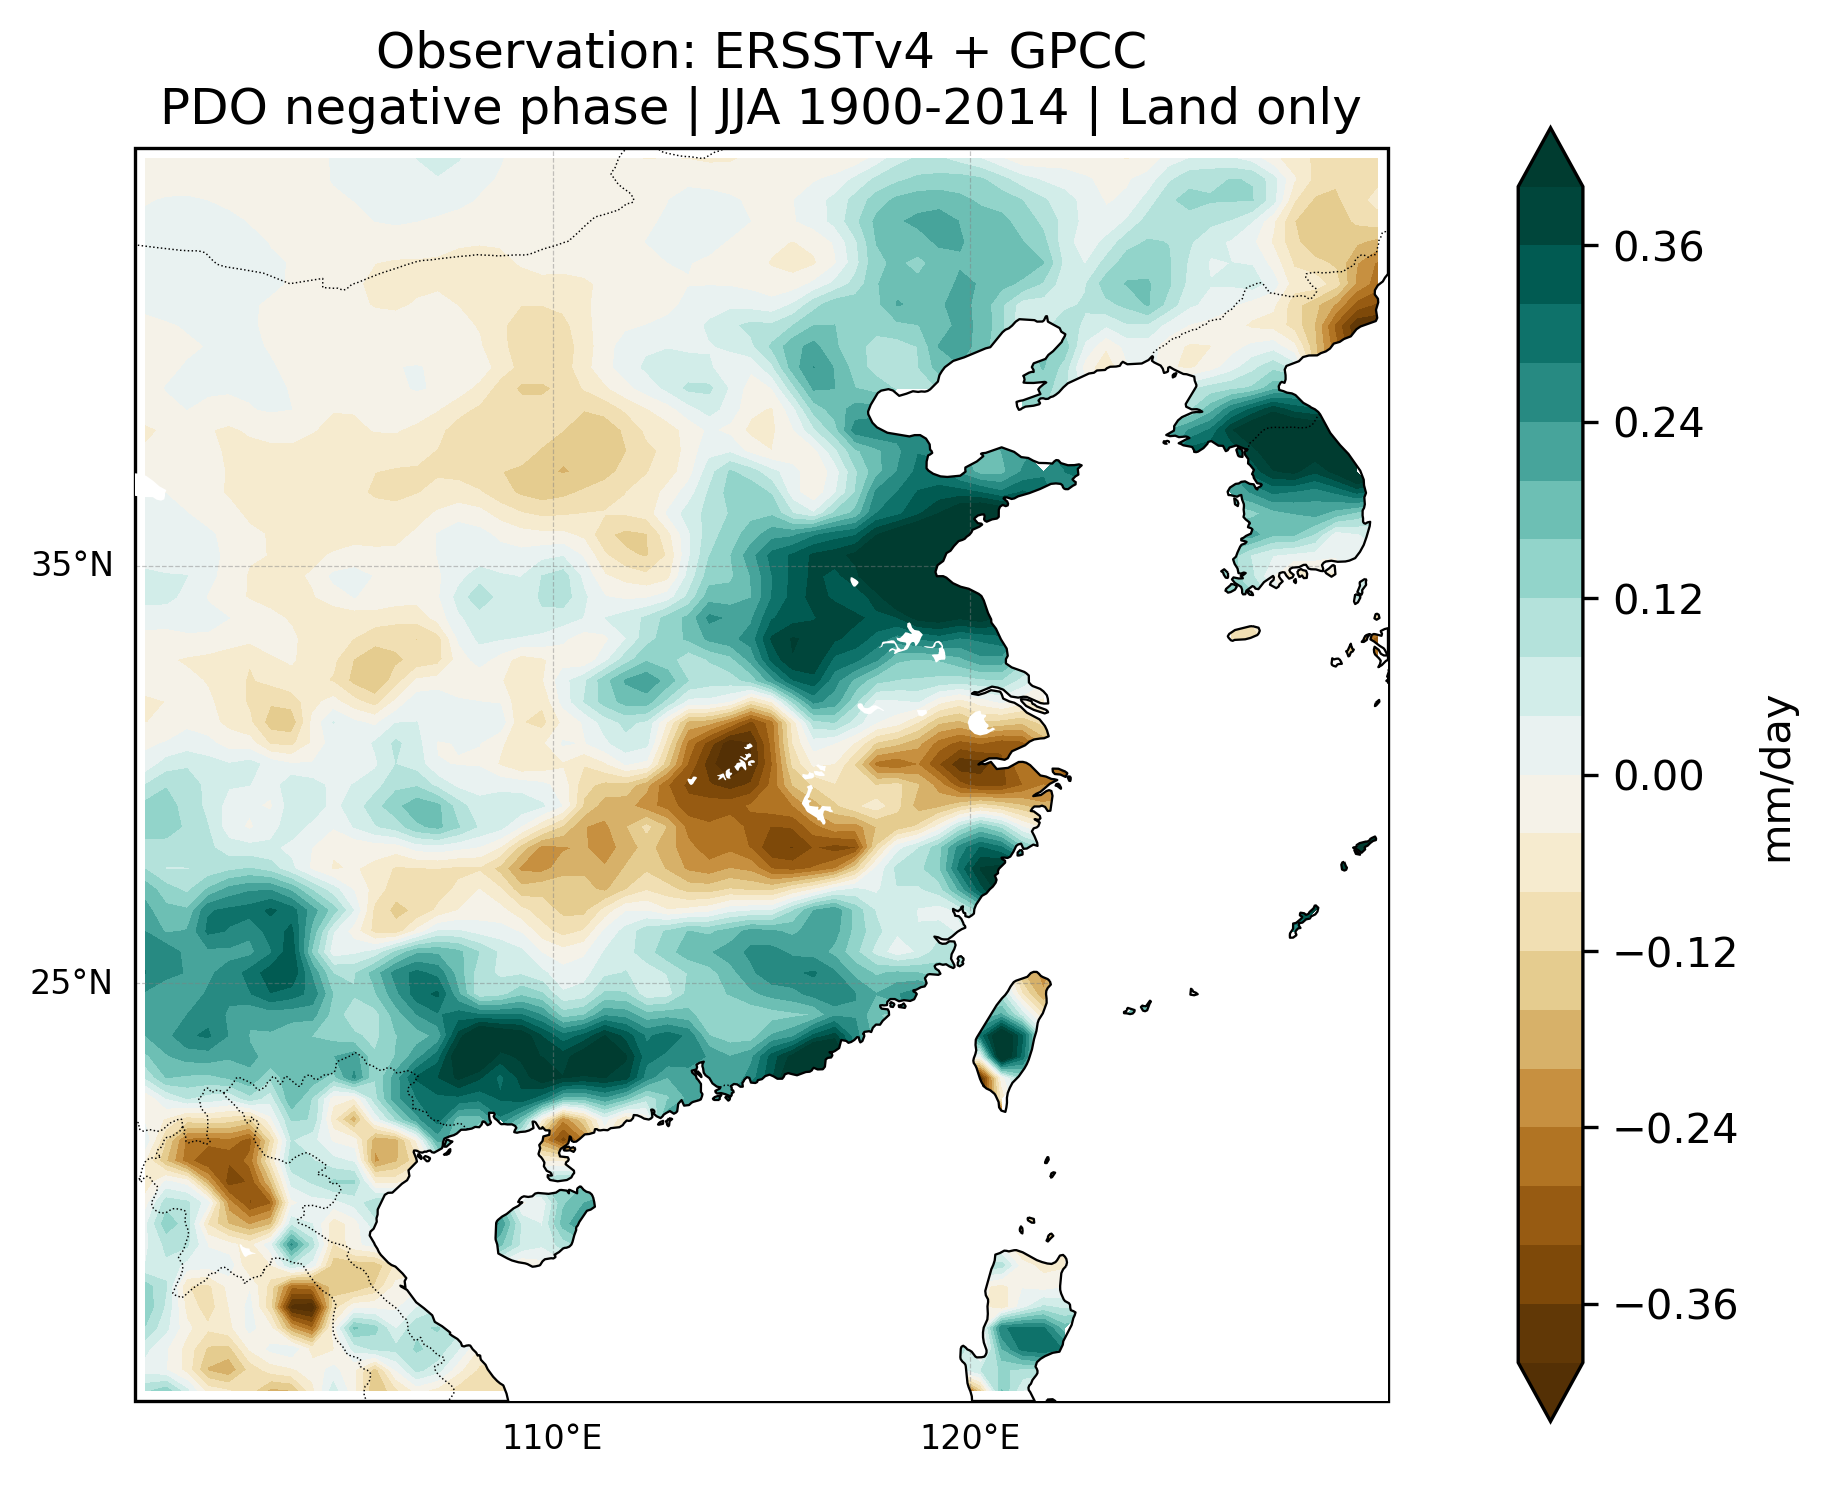 Observation: ERSSTv4 + GPCC
PDO negative phase | JJA 1900-2014 | Land only
0.36
0.24
0.12
0.00
−0.12
−0.24
−0.36
mm/day
35°N
25°N
110°E
120°E